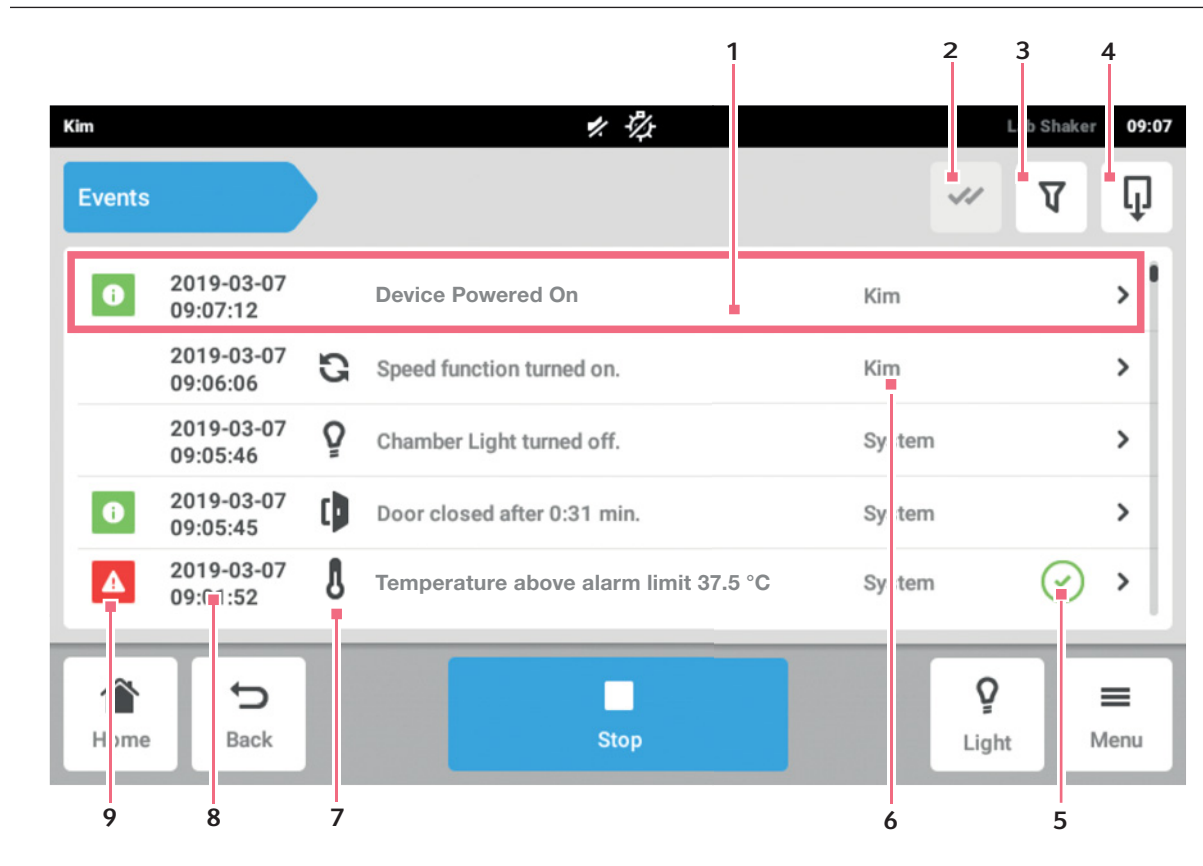 1 2 3 4
Kim Lab Shaker 09:07
Events
2019-03-07
09:07:12
Device Powered On Kim
2019-03-07
09:06:06
Speed function turned on. Kim
2019-03-07
09:05:46
Chamber Light turned off. System
2019-03-07
09:05:45
Door closed after 0:31 min. System
2019-03-07
09:01:52
Temperature above alarm limit 37.5 °C System
Home Back Stop Light Menu
9 8 7 6 5